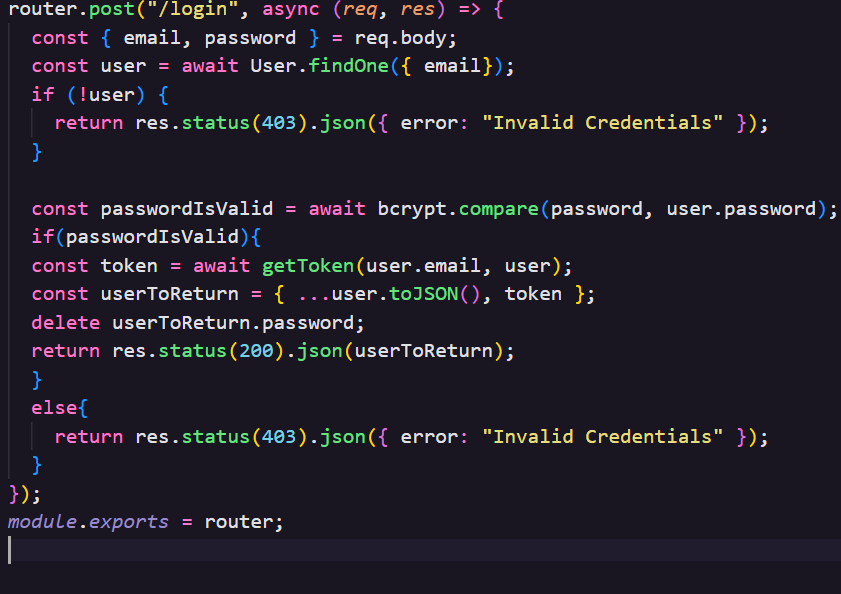 router.post("/login", async (req, res) => {
const { email, password } = req.body;
const user = await User.findOne({ email});
if (!user) {
return res.status(403).json({ error: "Invalid Credentials" });
}
const passwordIsValid = await bcrypt.compare(password, user.password);
if(passwordIsValid){
const token = await getToken(user.email, user);
const userToReturn = { ...user.toJSON(), token };
delete userToReturn.password;
return res.status(200).json(userToReturn);
}
else{
return res.status(403).json({ error: "Invalid Credentials" });
}
});
module.exports = router;